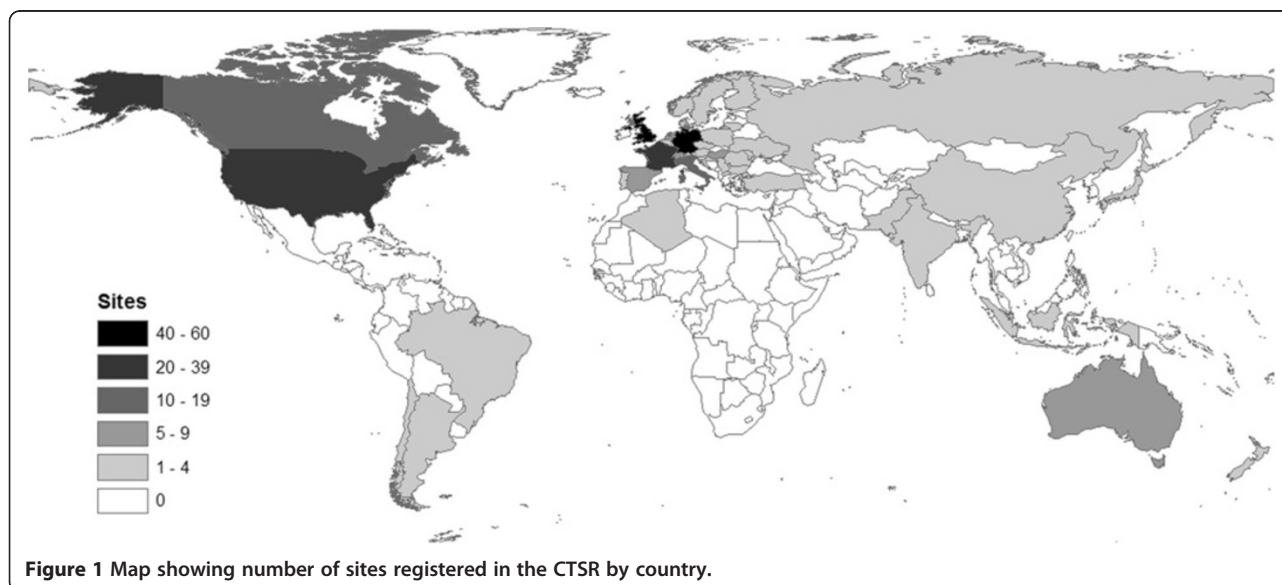 Sites
40 - 60
20 - 39
10 - 19
5 - 9
1 - 4
0
Figure 1 Map showing number of sites registered in the CTSR by country.